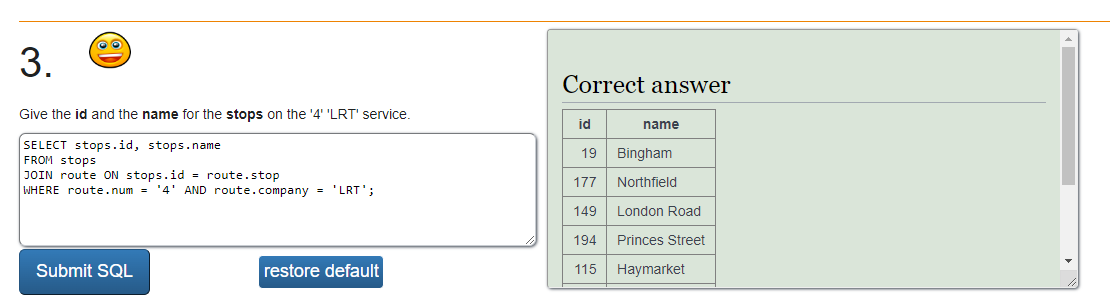 3.
Give the id and the name for the stops on the '4' 'LRT' service.
SELECT stops.id, stops.name
FROM stops
JOIN route ON stops.id = route.stop
WHERE route.num = '4' AND route.company = 'LRT';
Submit SQL
restore default
Correct answer
id name
19 Bingham
177 Northfield
149 London Road
194 Princes Street
115 Haymarket